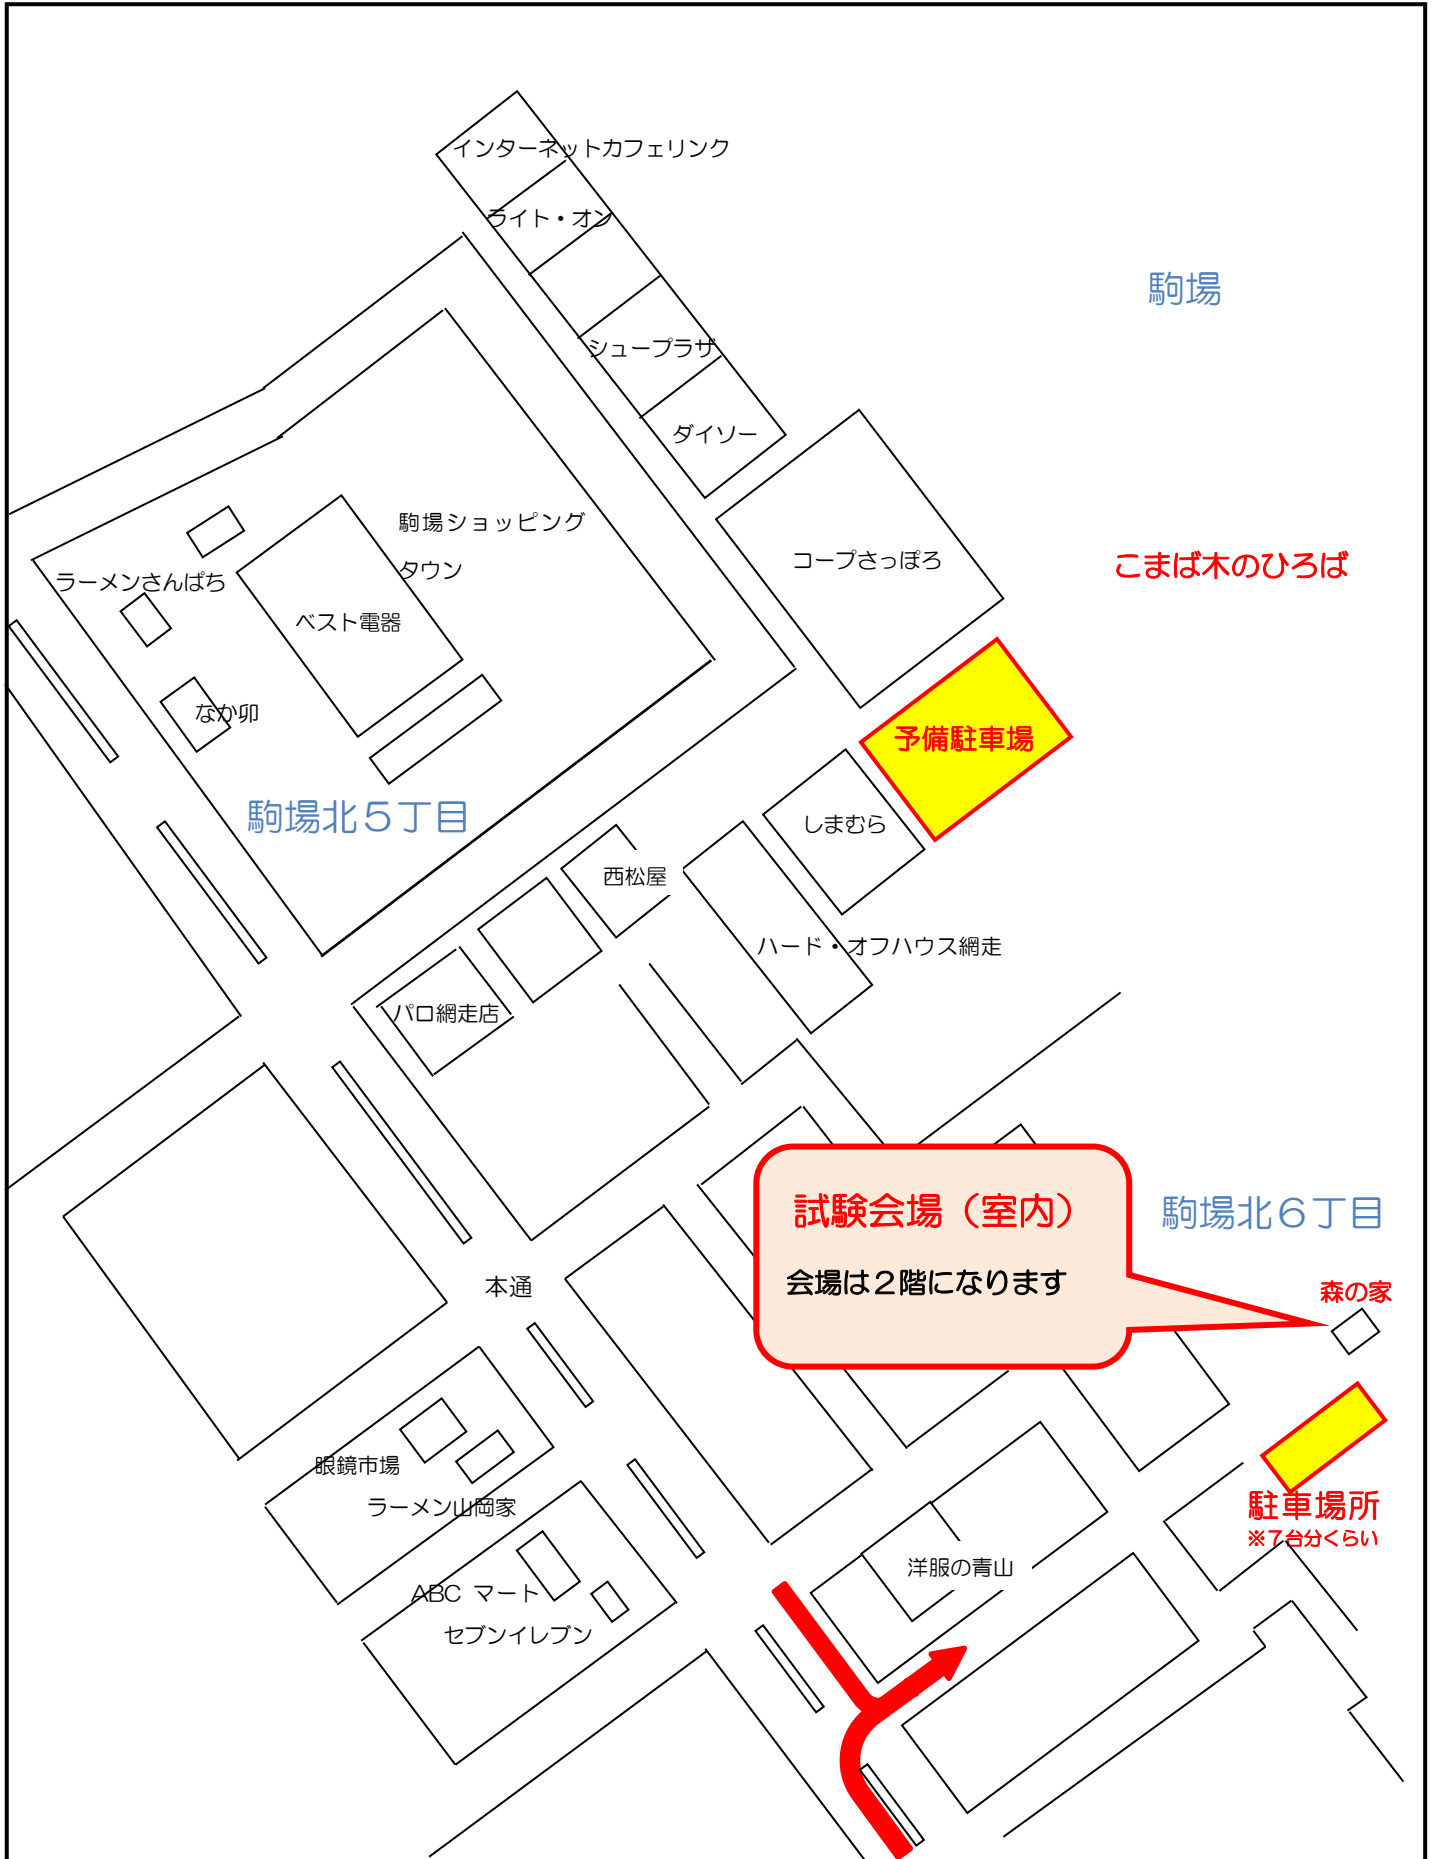 インターネットカフェリンク
ライト・オン
駒場
シュープラザ
ダイソー
駒場ショッピング
タウン
コープさっぽろ
こまば木のひろば
ラーメンさんぱち
ベスト電器
なか卯
予備駐車場
駒場北５丁目
しまむら
西松屋
ハード・オフハウス網走
パロ網走店
試験会場（室内）
会場は２階になります
駒場北６丁目
本通
森の家
眼鏡市場
ラーメン山岡家
駐車場所
※７台分くらい
洋服の青山
ABC マート
セブンイレブン